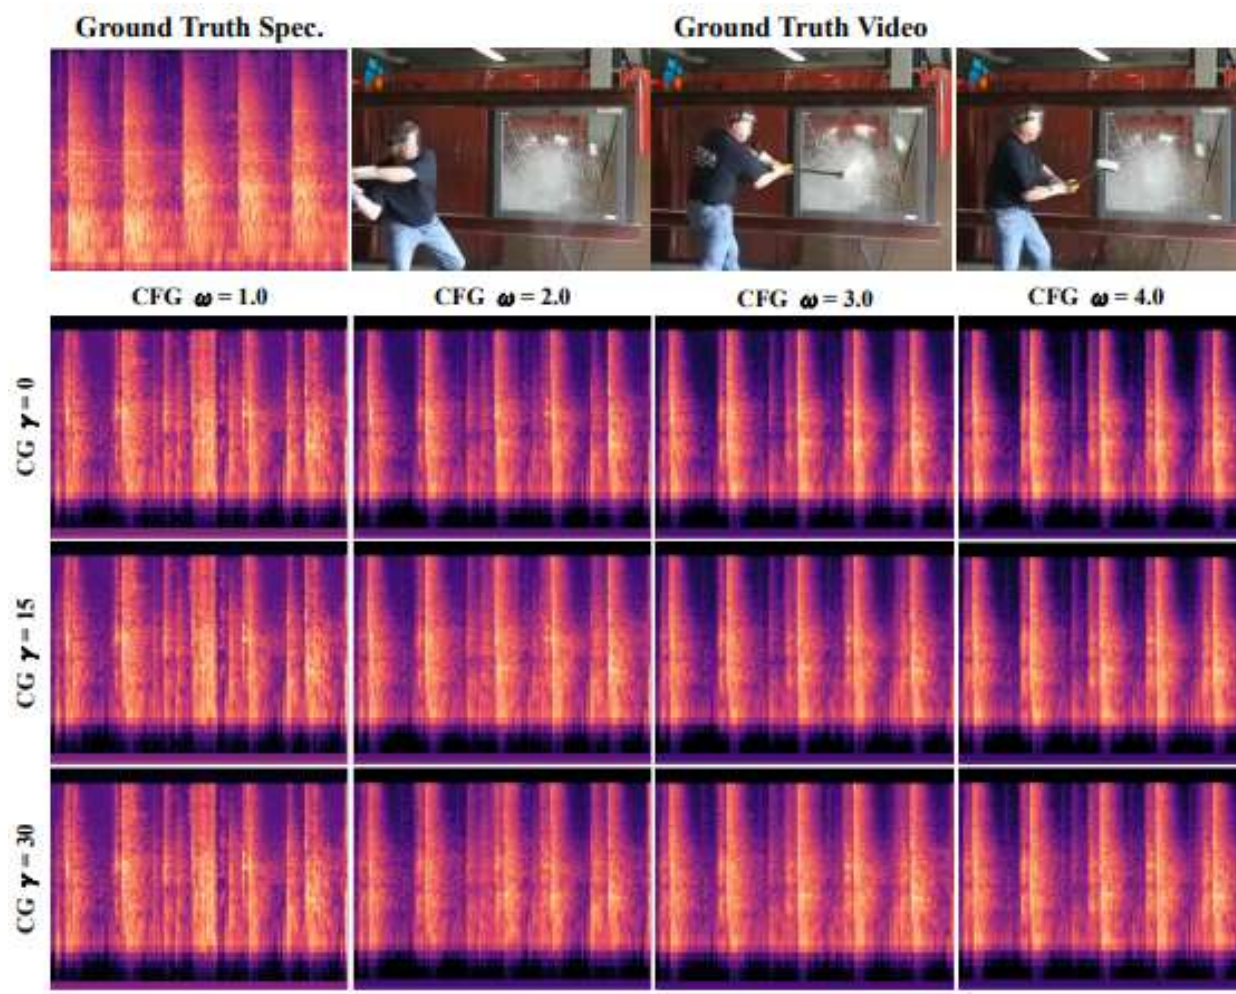 Ground Truth Spec.
Ground Truth Video
CFG ω = 1.0
CFG ω = 2.0
CFG ω = 3.0
CFG ω = 4.0
CG γ = 0
CG γ = 15
CG γ = 30